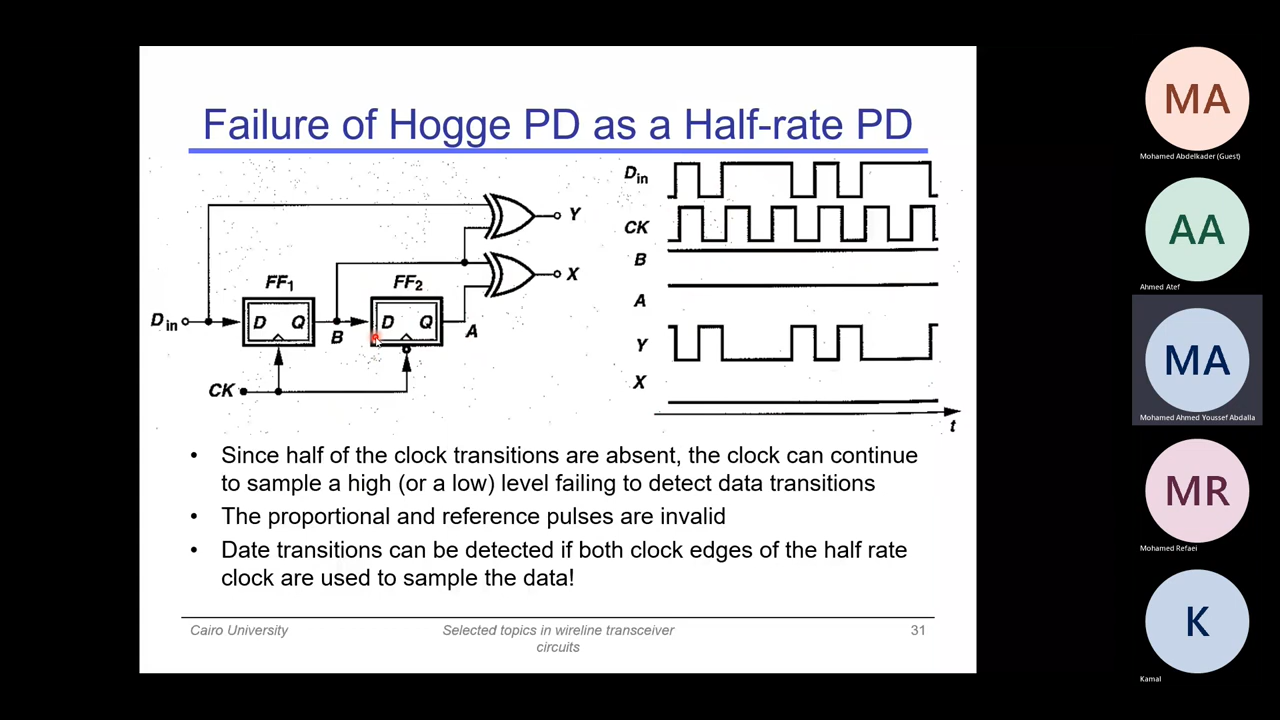 Failure of Hogge PD as a Half-rate PD
Y
X
FF1
FF2
D Q
D Q
Din
B
A
CK
Din
CK
B
A
Y
X
t
• Since half of the clock transitions are absent, the clock can continue
to sample a high (or a low) level failing to detect data transitions
• The proportional and reference pulses are invalid
• Date transitions can be detected if both clock edges of the half rate
clock are used to sample the data!
Cairo University
Selected topics in wireline transceiver
circuits
31
MA
Mohamed Abdelkader (Guest)
AA
Ahmed Atef
MA
Mohamed Ahmed Youssef Abdalla
MR
Mohamed Refaei
K
Kamal